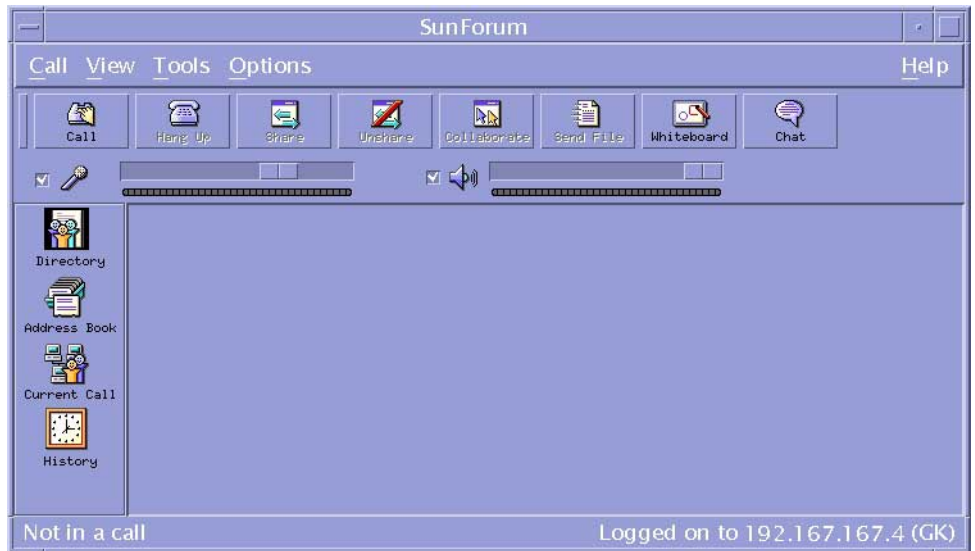 SunForum
Call View Tools Options Help
Call Hang Up Share Unshare Collaborate Send File Whiteboard Chat
Directory
Address Book
Current Call
History
Not in a call Logged on to 192.167.167.4 (GK)